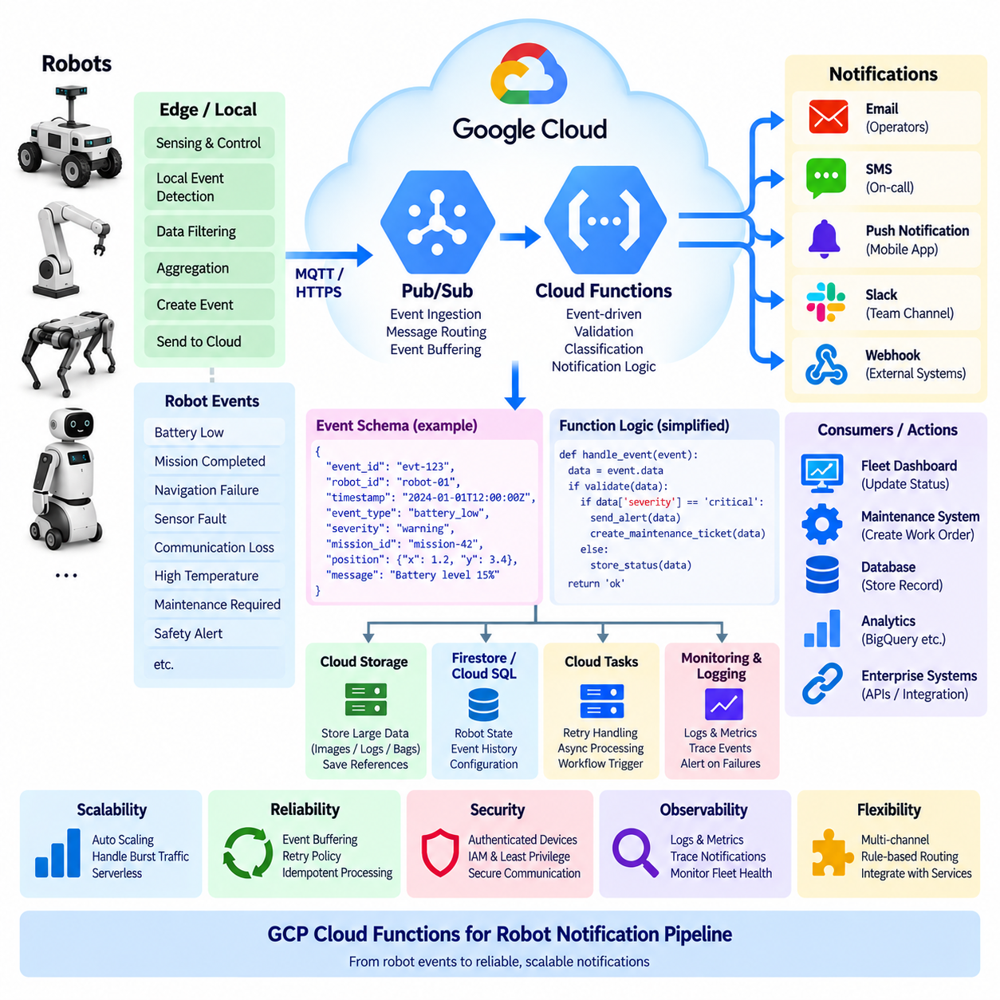 Robots
...
Edge / Local
Sensing & Control
Local Event
Detection
Data Filtering
Aggregation
Create Event
Send to Cloud
MQTT /
HTTPS
Robot Events
Battery Low
Mission Completed
Navigation Failure
Sensor Fault
Communication Loss
High Temperature
Maintenance Required
Safety Alert
etc.
Google Cloud
Pub/Sub
Event Ingestion
Message Routing
Event Buffering
Cloud Functions
Event-driven
Validation
Classification
Notification Logic
Notifications
Email
(Operators)
SMS
(On-call)
Push Notification
(Mobile App)
Slack
(Team Channel)
Webhook
(External Systems)
Event Schema (example)
{
"event_id": "evt-123",
"robot_id": "robot-01",
"timestamp": "2024-01-01T12:00:00Z",
"event_type": "battery_low",
"severity": "warning",
"mission_id": "mission-42",
"position": {"x": 1.2, "y": 3.4},
"message": "Battery level 15%"
}
Function Logic (simplified)
def handle_event(event):
data = event.data
if validate(data):
if data['severity'] == 'critical':
send_alert(data)
create_maintenance_ticket(data)
else:
store_status(data)
return 'ok'
Consumers / Actions
Fleet Dashboard
(Update Status)
Maintenance System
(Create Work Order)
Database
(Store Record)
Analytics
(BigQuery etc.)
Enterprise Systems
(APIs / Integration)
Cloud Storage
Store Large Data
(Images / Logs / Bags)
Save References
Firestore /
Cloud SQL
Robot State
Event History
Configuration
Cloud Tasks
Retry Handling
Async Processing
Workflow Trigger
Monitoring &
Logging
Logs & Metrics
Trace Events
Alert on Failures
Scalability
Auto Scaling
Handle Burst Traffic
Serverless
Reliability
Event Buffering
Retry Policy
Idempotent Processing
Security
Authenticated Devices
IAM & Least Privilege
Secure Communication
Observability
Logs & Metrics
Trace Notifications
Monitor Fleet Health
Flexibility
Multi-channel
Rule-based Routing
Integrate with Services
GCP Cloud Functions for Robot Notification Pipeline
From robot events to reliable, scalable notifications